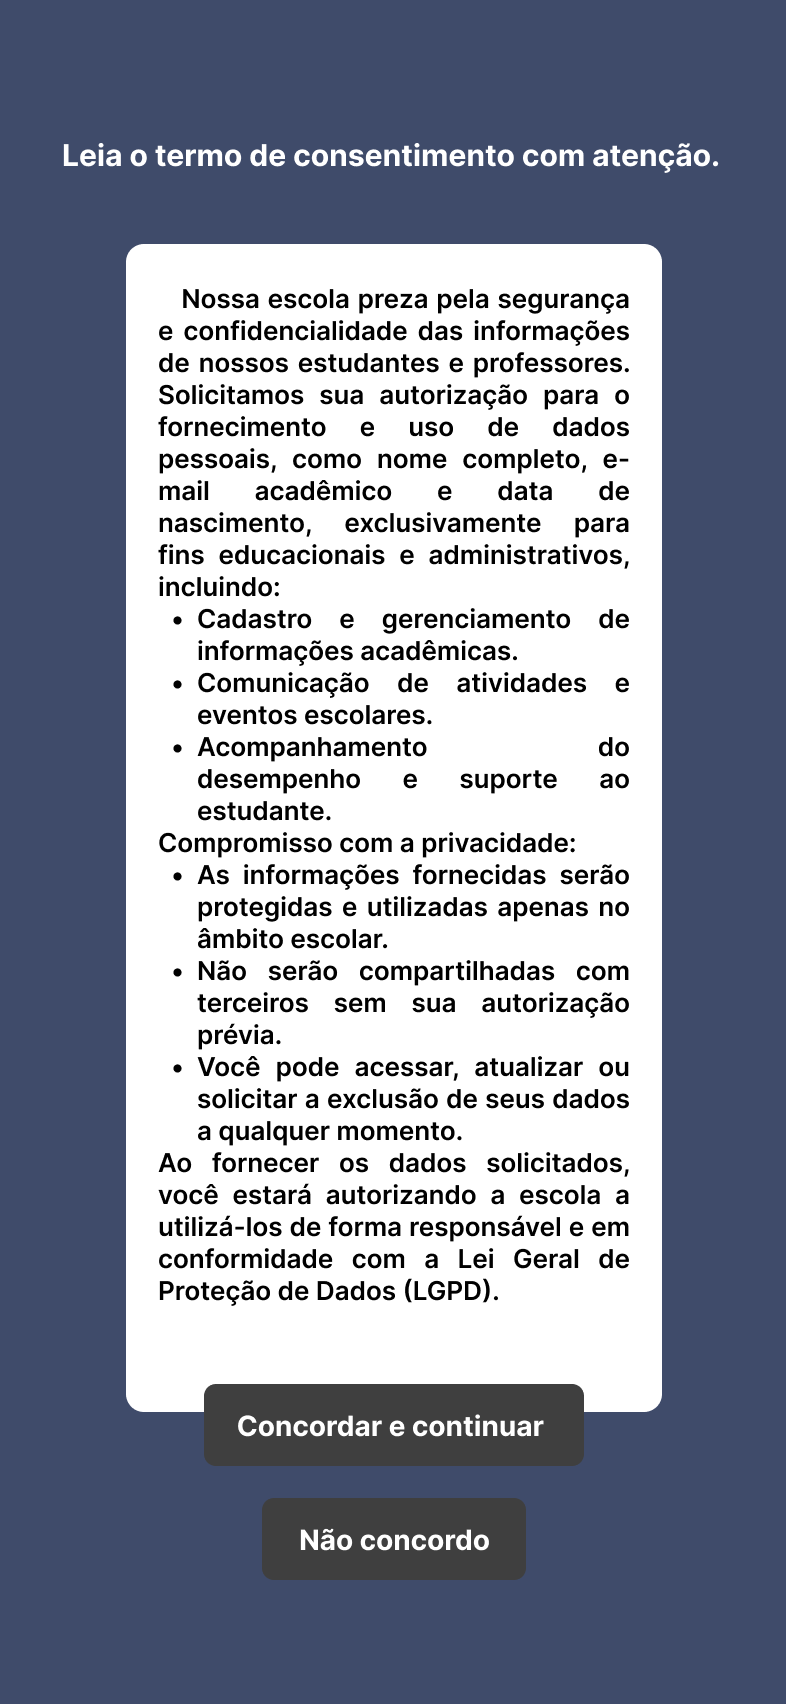 Leia o termo de consentimento com atenção.
Nossa escola preza pela segurança
e confidencialidade das informações
de nossos estudantes e professores.
Solicitamos sua autorização para o
fornecimento e uso de dados
pessoais, como nome completo, e-
mail acadêmico e data de
nascimento, exclusivamente para
fins educacionais e administrativos,
incluindo:
• Cadastro e gerenciamento de
informações acadêmicas.
• Comunicação de atividades e
eventos escolares.
• Acompanhamento do
desempenho e suporte ao
estudante.
Compromisso com a privacidade:
• As informações fornecidas serão
protegidas e utilizadas apenas no
âmbito escolar.
• Não serão compartilhadas com
terceiros sem sua autorização
prévia.
• Você pode acessar, atualizar ou
solicitar a exclusão de seus dados
a qualquer momento.
Ao fornecer os dados solicitados,
você estará autorizando a escola a
utilizá-los de forma responsável e em
conformidade com a Lei Geral de
Proteção de Dados (LGPD).
Concordar e continuar
Não concordo